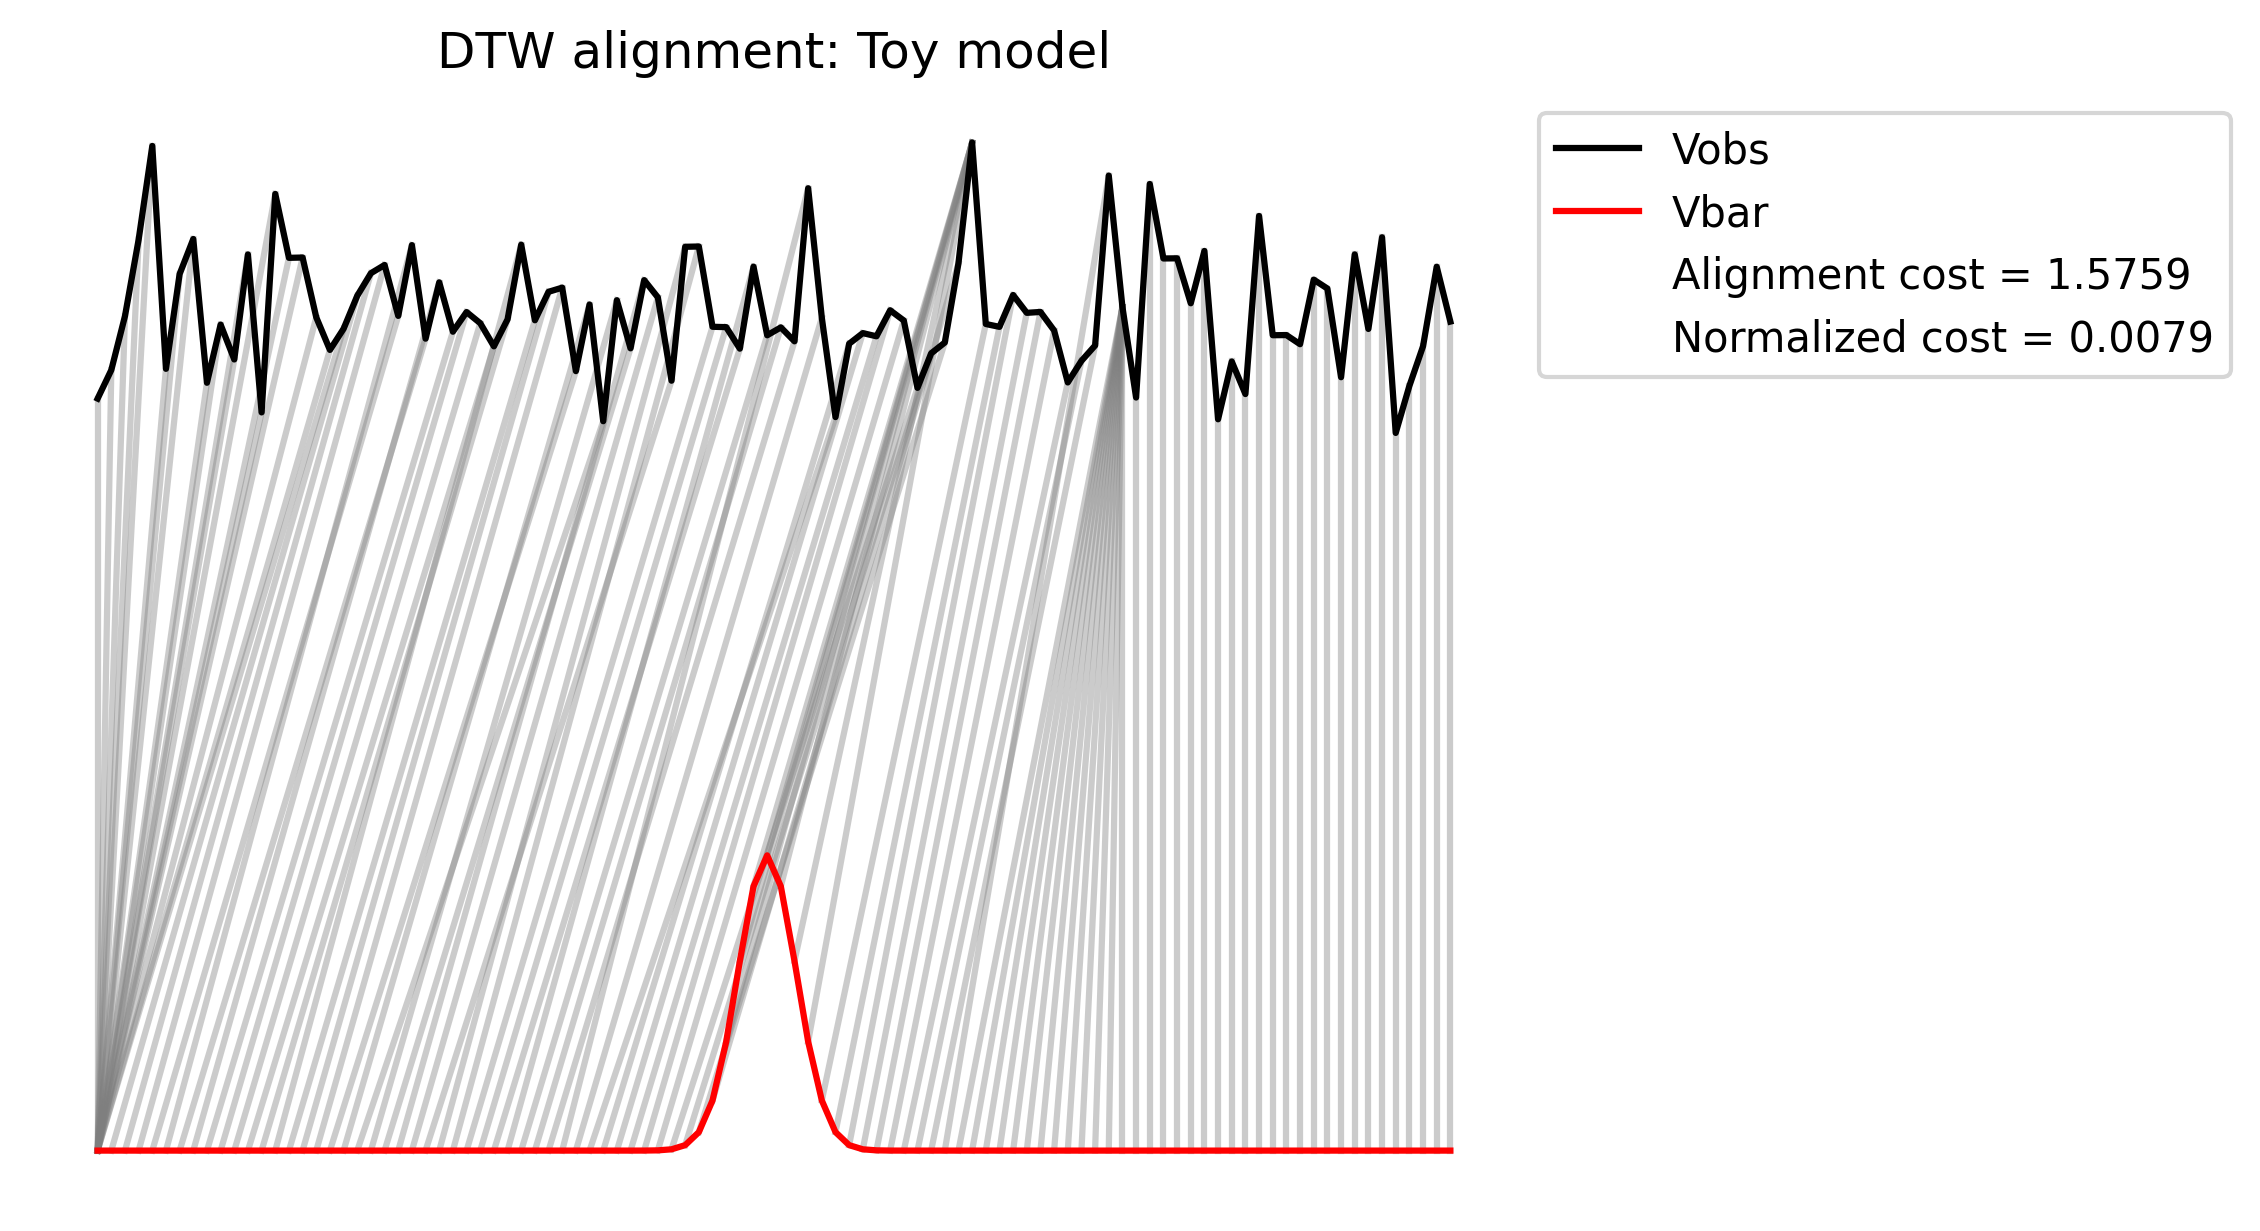 DTW alignment: Toy model
Vobs
Vbar
Alignment cost = 1.5759
Normalized cost = 0.0079